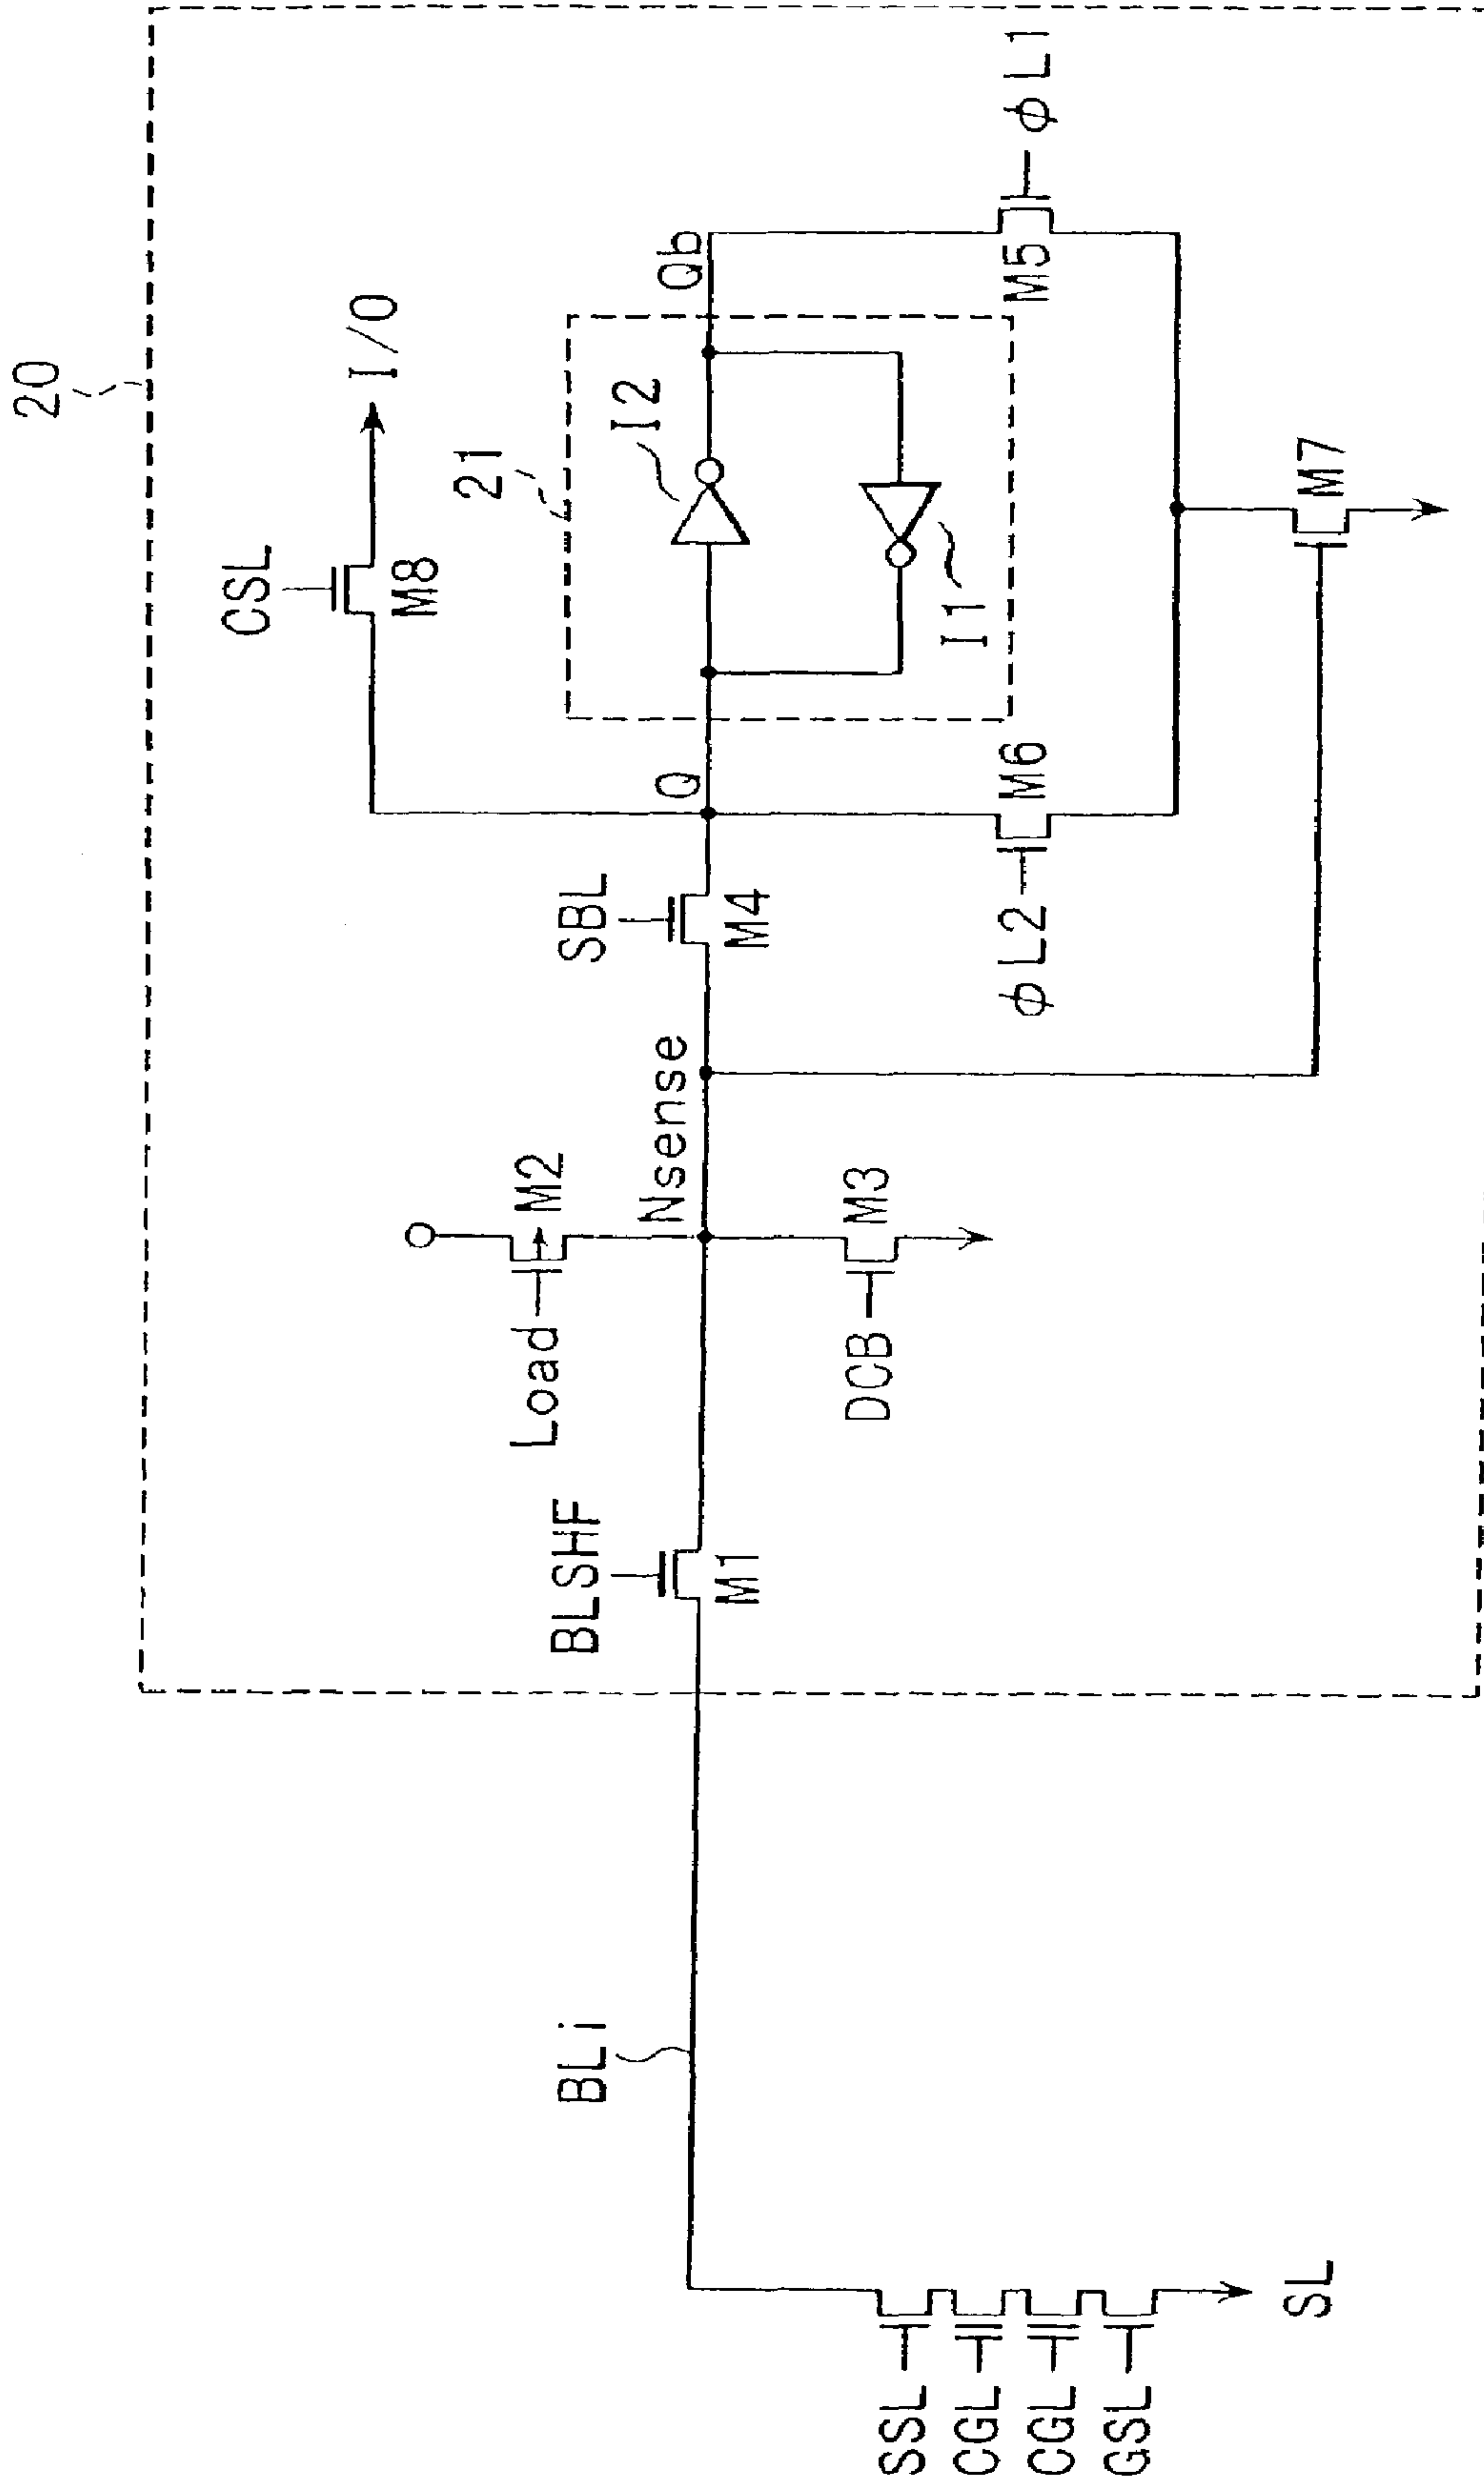 20
CSL
I/O
M8
21
I2
Qb
Q
I1
SBL
M4
Nsense
Load
M2
BLSHF
M1
DCB
M3
φL2
M6
M5
φL1
M7
BLi
SSL
CGL
CGL
GSL
SL